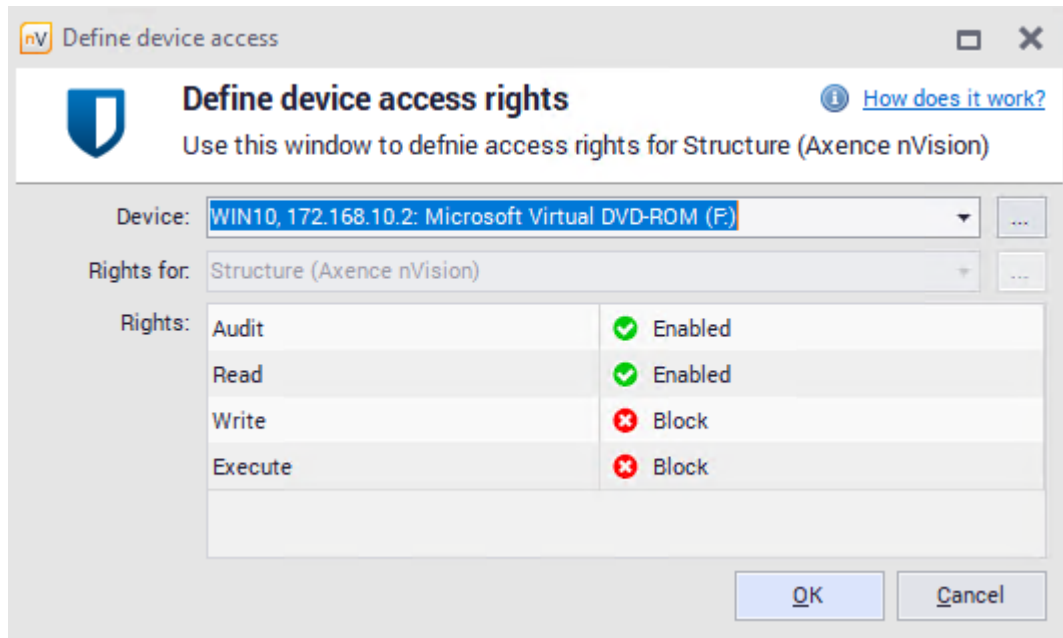 nV Define device access
Define device access rights
How does it work?
Use this window to defnie access rights for Structure (Axence nVision)
Device: WIN10, 172.168.10.2: Microsoft Virtual DVD-ROM (F:) ...
Rights for: Structure (Axence nVision) ...
Rights: Audit Enabled
Read Enabled
Write Block
Execute Block
OK Cancel